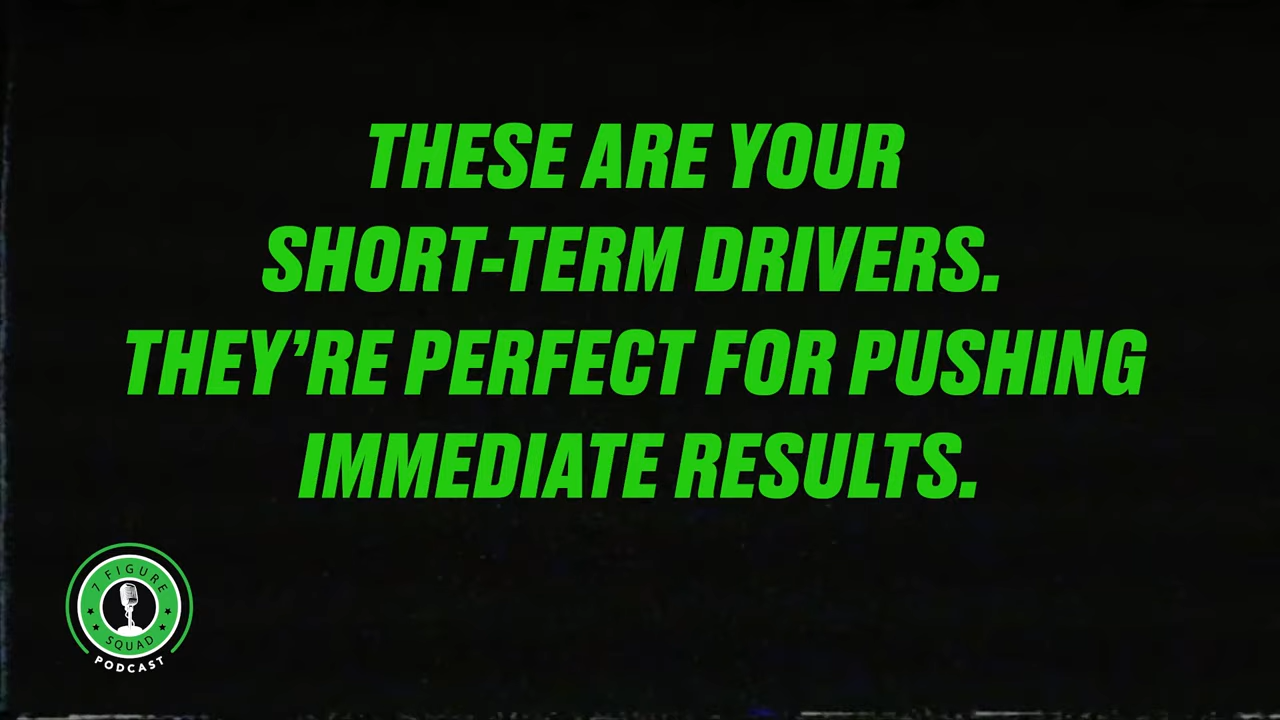 THESE ARE YOUR
SHORT-TERM DRIVERS.
THEY’RE PERFECT FOR PUSHING
IMMEDIATE RESULTS.
7 FIGURE
SQUAD
PODCAST